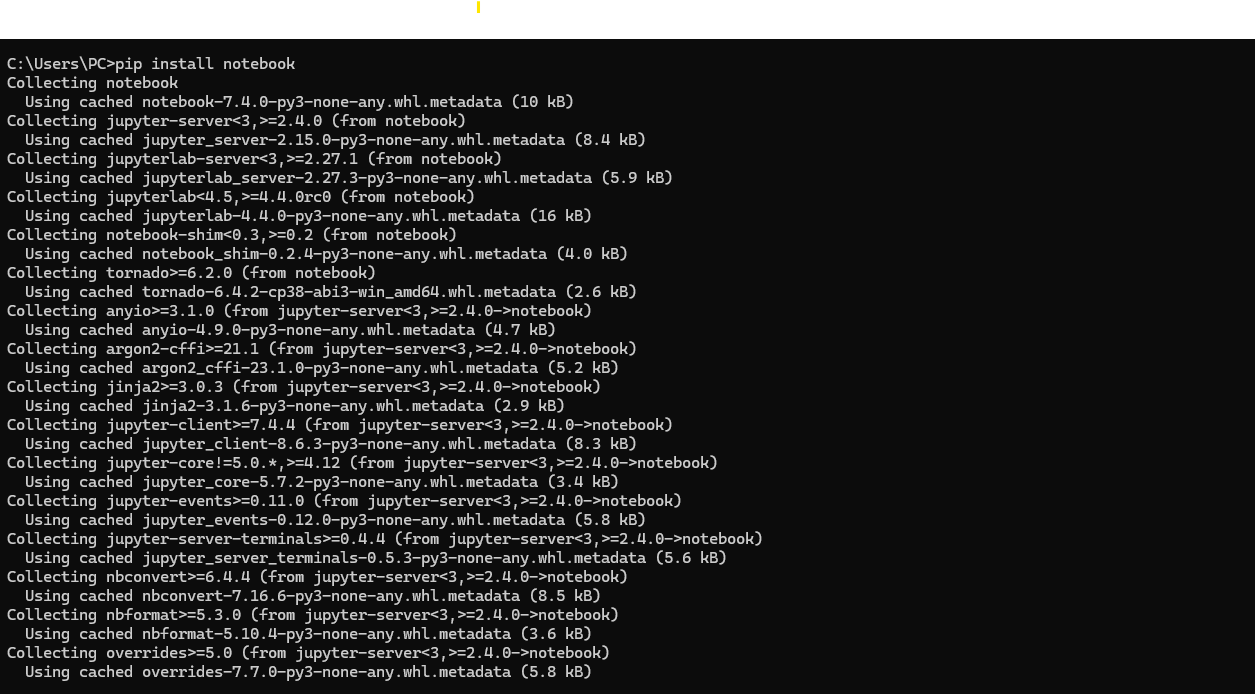 C:\Users\PC>pip install notebook
Collecting notebook
  Using cached notebook-7.4.0-py3-none-any.whl.metadata (10 kB)
Collecting jupyter-server<3,>=2.4.0 (from notebook)
  Using cached jupyter_server-2.15.0-py3-none-any.whl.metadata (8.4 kB)
Collecting jupyterlab-server<3,>=2.27.1 (from notebook)
  Using cached jupyterlab_server-2.27.3-py3-none-any.whl.metadata (5.9 kB)
Collecting jupyterlab<4.5,>=4.4.0rc0 (from notebook)
  Using cached jupyterlab-4.4.0-py3-none-any.whl.metadata (16 kB)
Collecting notebook-shim<0.3,>=0.2 (from notebook)
  Using cached notebook_shim-0.2.4-py3-none-any.whl.metadata (4.0 kB)
Collecting tornado>=6.2.0 (from notebook)
  Using cached tornado-6.4.2-cp38-abi3-win_amd64.whl.metadata (2.6 kB)
Collecting anyio>=3.1.0 (from jupyter-server<3,>=2.4.0->notebook)
  Using cached anyio-4.9.0-py3-none-any.whl.metadata (4.7 kB)
Collecting argon2-cffi>=21.1 (from jupyter-server<3,>=2.4.0->notebook)
  Using cached argon2_cffi-23.1.0-py3-none-any.whl.metadata (5.2 kB)
Collecting jinja2>=3.0.3 (from jupyter-server<3,>=2.4.0->notebook)
  Using cached jinja2-3.1.6-py3-none-any.whl.metadata (2.9 kB)
Collecting jupyter-client>=7.4.4 (from jupyter-server<3,>=2.4.0->notebook)
  Using cached jupyter_client-8.6.3-py3-none-any.whl.metadata (8.3 kB)
Collecting jupyter-core!=5.0.*,>=4.12 (from jupyter-server<3,>=2.4.0->notebook)
  Using cached jupyter_core-5.7.2-py3-none-any.whl.metadata (3.4 kB)
Collecting jupyter-events>=0.11.0 (from jupyter-server<3,>=2.4.0->notebook)
  Using cached jupyter_events-0.12.0-py3-none-any.whl.metadata (5.8 kB)
Collecting jupyter-server-terminals>=0.4.4 (from jupyter-server<3,>=2.4.0->notebook)
  Using cached jupyter_server_terminals-0.5.3-py3-none-any.whl.metadata (5.6 kB)
Collecting nbconvert>=6.4.4 (from jupyter-server<3,>=2.4.0->notebook)
  Using cached nbconvert-7.16.6-py3-none-any.whl.metadata (8.5 kB)
Collecting nbformat>=5.3.0 (from jupyter-server<3,>=2.4.0->notebook)
  Using cached nbformat-5.10.4-py3-none-any.whl.metadata (3.6 kB)
Collecting overrides>=5.0 (from jupyter-server<3,>=2.4.0->notebook)
  Using cached overrides-7.7.0-py3-none-any.whl.metadata (5.8 kB)